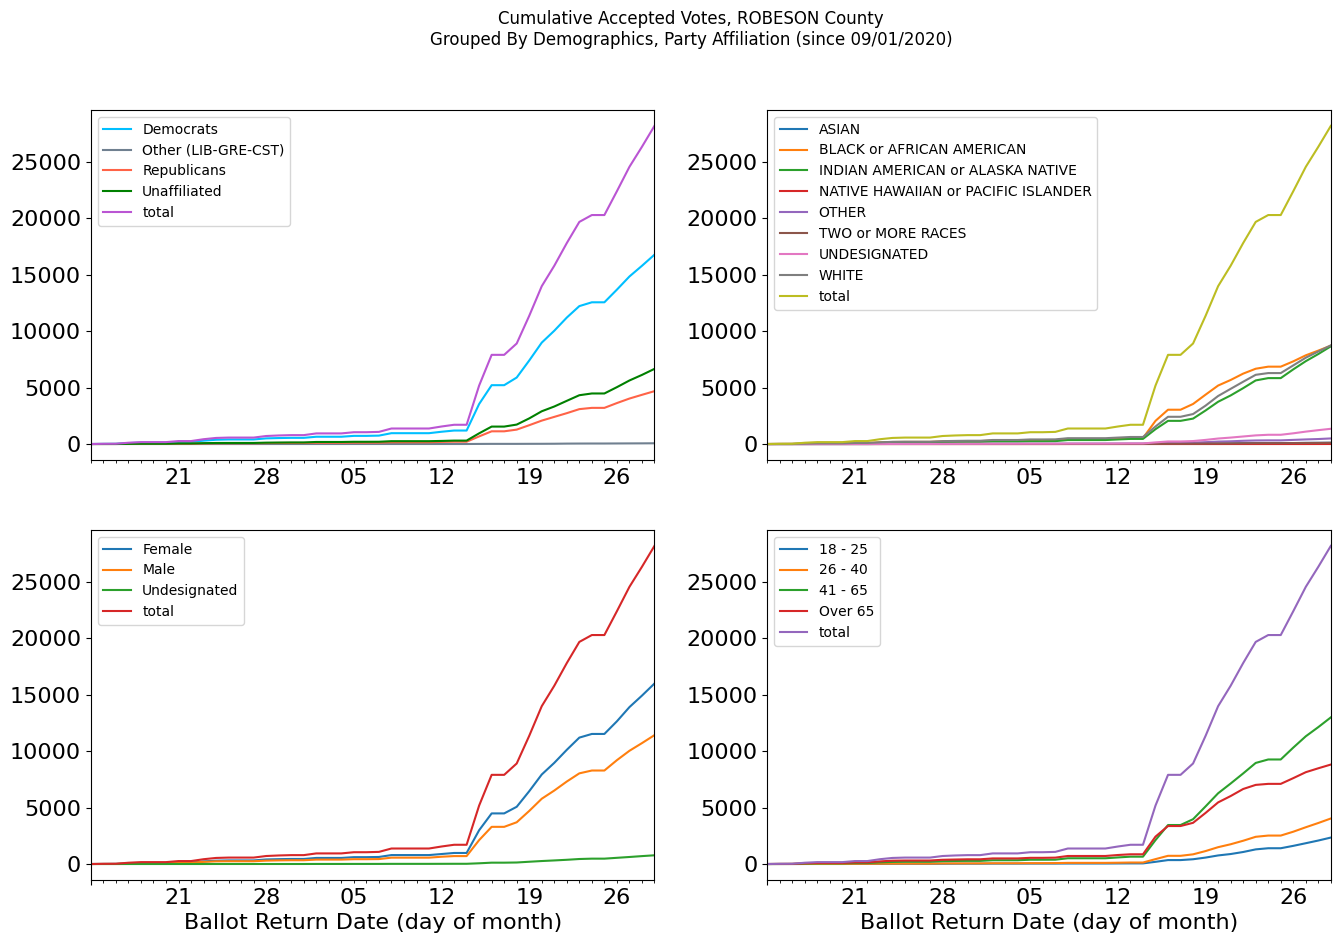 Cumulative Accepted Votes, ROBESON County
Grouped By Demographics, Party Affiliation (since 09/01/2020)
Democrats
Other (LIB-GRE-CST)
Republicans
Unaffiliated
total
25000
20000
15000
10000
5000
0
21 28 05 12 19 26
ASIAN
BLACK or AFRICAN AMERICAN
INDIAN AMERICAN or ALASKA NATIVE
NATIVE HAWAIIAN or PACIFIC ISLANDER
OTHER
TWO or MORE RACES
UNDESIGNATED
WHITE
total
25000
20000
15000
10000
5000
0
21 28 05 12 19 26
Female
Male
Undesignated
total
25000
20000
15000
10000
5000
0
21 28 05 12 19 26
Ballot Return Date (day of month)
18 - 25
26 - 40
41 - 65
Over 65
total
25000
20000
15000
10000
5000
0
21 28 05 12 19 26
Ballot Return Date (day of month)